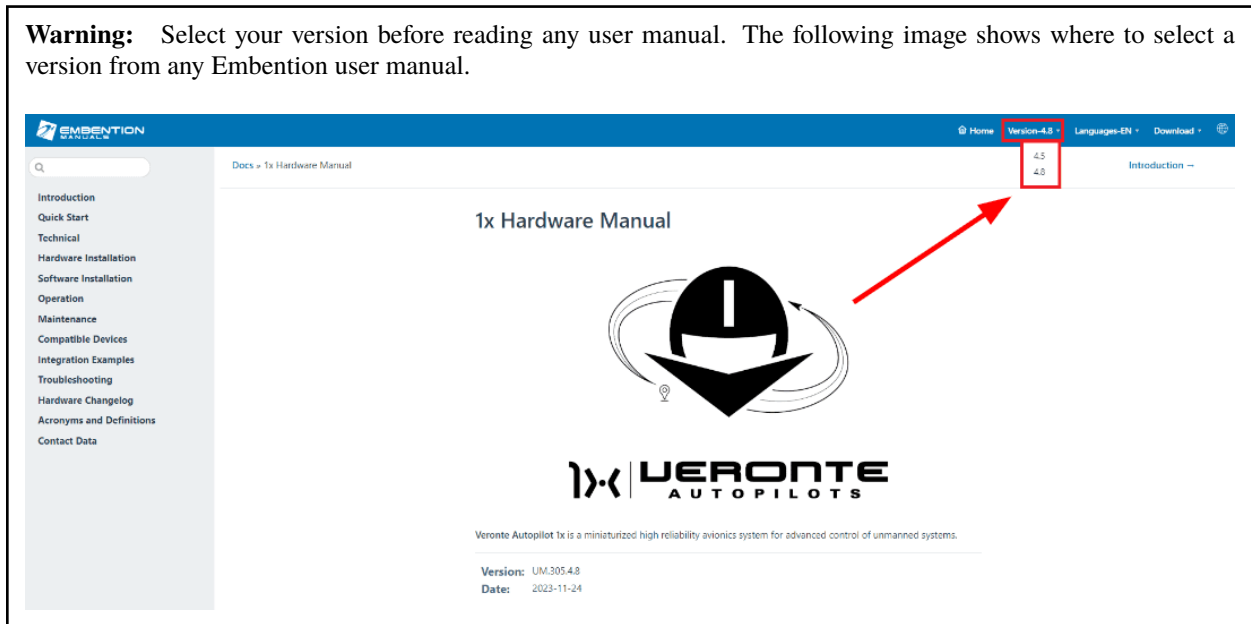 Warning: Select your version before reading any user manual. The following image shows where to select a
version from any Embention user manual.
EMBENTION
MANUALS
Home Version-4.8 Languages-EN Download
4.5
4.8
Docs » 1x Hardware Manual
Introduction →
Introduction
Quick Start
Technical
Hardware Installation
Software Installation
Operation
Maintenance
Compatible Devices
Integration Examples
Troubleshooting
Hardware Changelog
Acronyms and Definitions
Contact Data
1x Hardware Manual
1x VERONTE
AUTOPILOTS
Veronte Autopilot 1x is a miniaturized high reliability avionics system for advanced control of unmanned systems.
Version: UM.305.4.8
Date: 2023-11-24